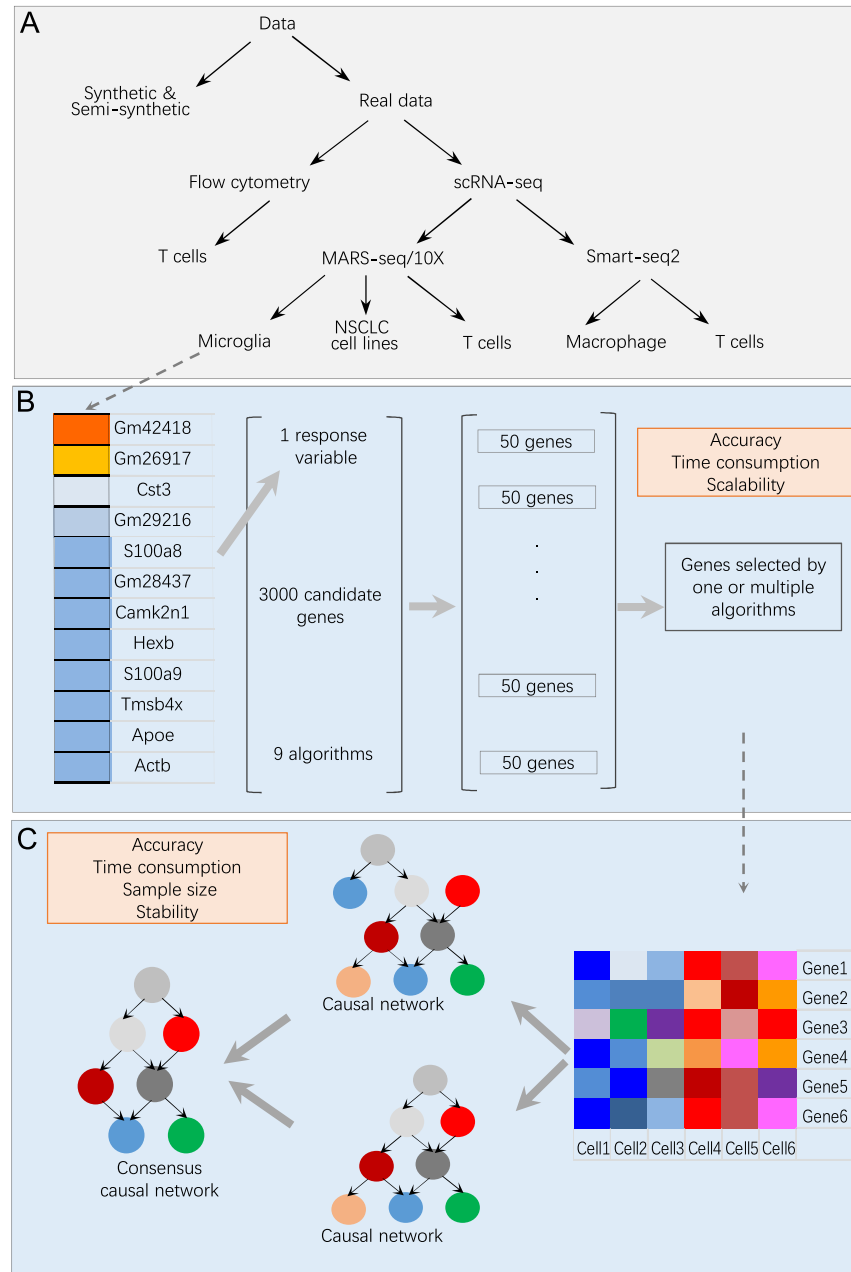 A
Data
Synthetic &
Semi-synthetic
Real data
Flow cytometry
scRNA-seq
T cells
MARS-seq/10X
Smart-seq2
Microglia
NSCLC
cell lines
T cells
Macrophage
T cells
B
Gm42418
Gm26917
Cst3
Gm29216
S100a8
Gm28437
Camk2n1
Hexb
S100a9
Tmsb4x
Apoe
Actb
1 response
variable
3000 candidate
genes
9 algorithms
50 genes
50 genes
.
.
.
50 genes
50 genes
Accuracy
Time consumption
Scalability
Genes selected by
one or multiple
algorithms
C
Accuracy
Time consumption
Sample size
Stability
Causal network
Consensus
causal network
Causal network
Gene1
Gene2
Gene3
Gene4
Gene5
Gene6
Cell1 Cell2 Cell3 Cell4 Cell5 Cell6